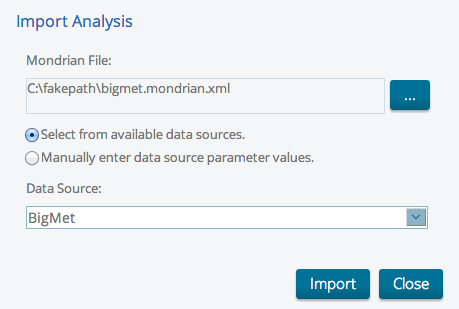 Import Analysis
Mondrian File:
C:\fakepath\bigmet.mondrian.xml
...
Select from available data sources.
Manually enter data source parameter values.
Data Source:
BigMet
Import Close